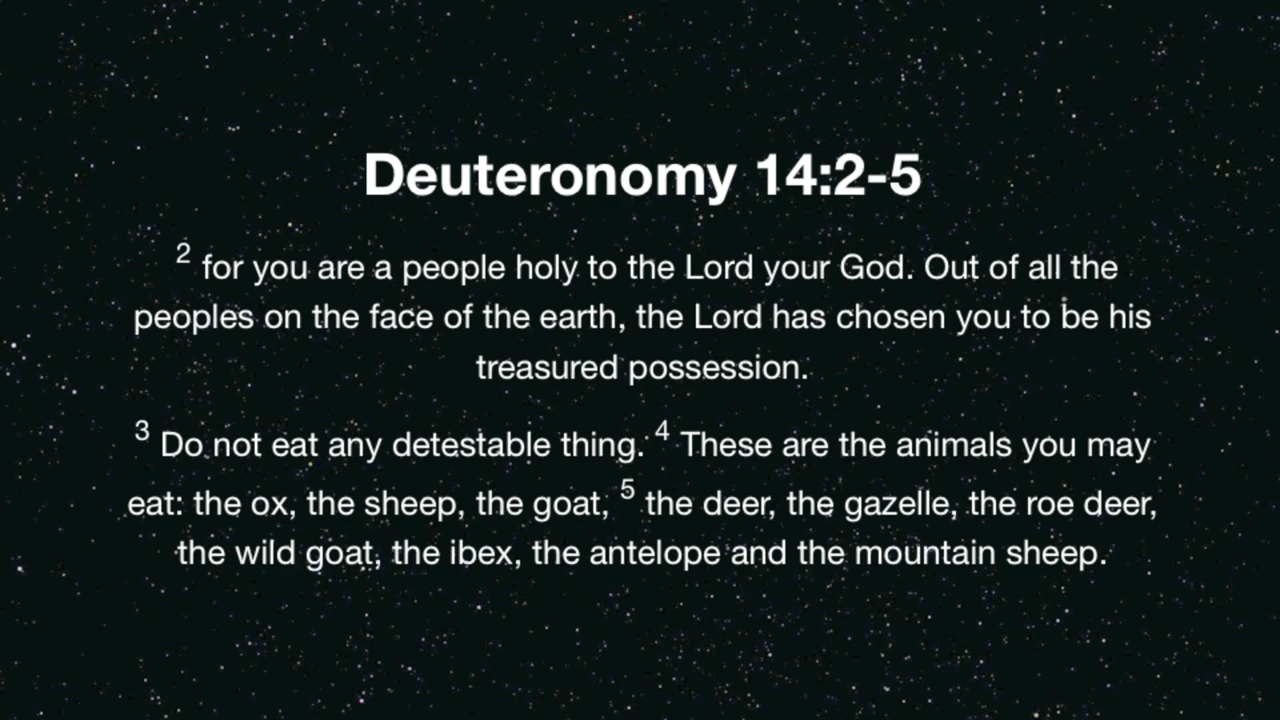 Deuteronomy 14:2-5
2 for you are a people holy to the Lord your God. Out of all the
peoples on the face of the earth, the Lord has chosen you to be his
treasured possession.
3 Do not eat any detestable thing. 4 These are the animals you may
eat: the ox, the sheep, the goat, 5 the deer, the gazelle, the roe deer,
the wild goat, the ibex, the antelope and the mountain sheep.